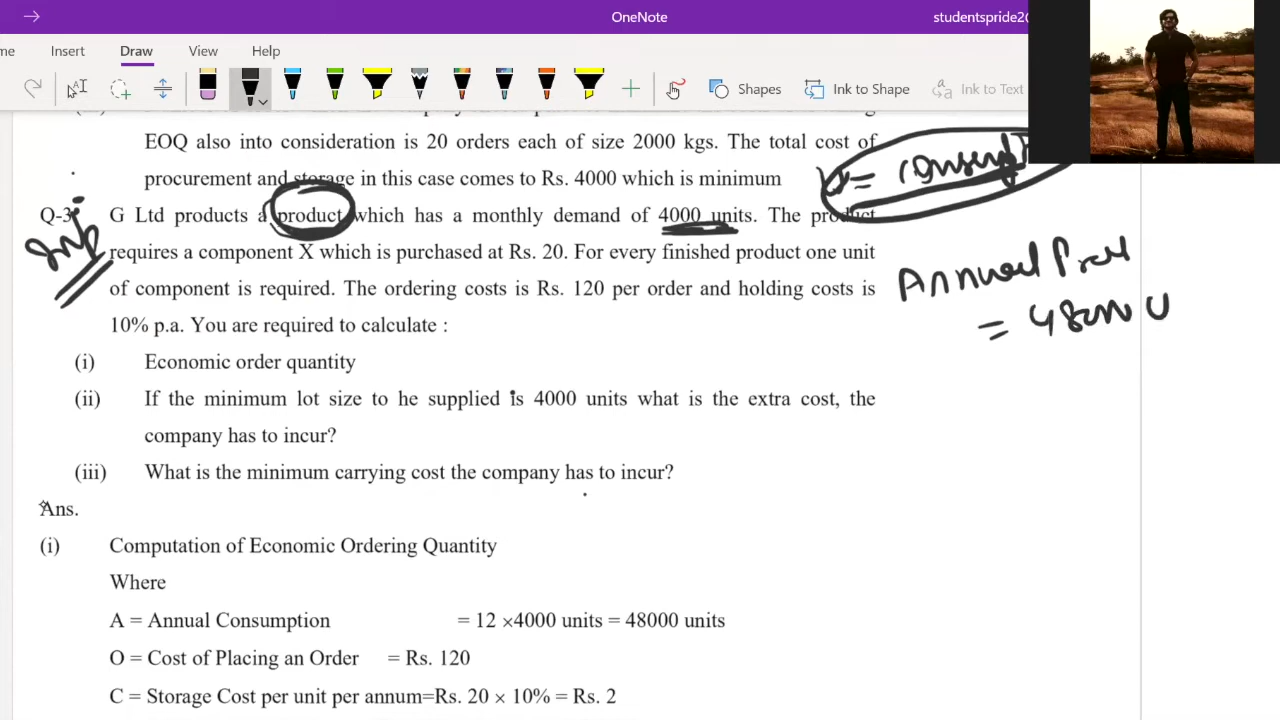 OneNote
studentspride2@
me Insert Draw View Help
Shapes Ink to Shape Ink to Text
EOQ also into consideration is 20 orders each of size 2000 kgs. The total cost of
procurement and storage in this case comes to Rs. 4000 which is minimum
Q-3 G Ltd products a product which has a monthly demand of 4000 units. The product
Imp
requires a component X which is purchased at Rs. 20. For every finished product one unit
of component is required. The ordering costs is Rs. 120 per order and holding costs is
10% p.a. You are required to calculate :
Annual
= 48000 U
(i) Economic order quantity
(ii) If the minimum lot size to he supplied is 4000 units what is the extra cost, the
company has to incur?
(iii) What is the minimum carrying cost the company has to incur?
Ans.
(i) Computation of Economic Ordering Quantity
Where
A = Annual Consumption = 12 ×4000 units = 48000 units
O = Cost of Placing an Order = Rs. 120
C = Storage Cost per unit per annum=Rs. 20 × 10% = Rs. 2